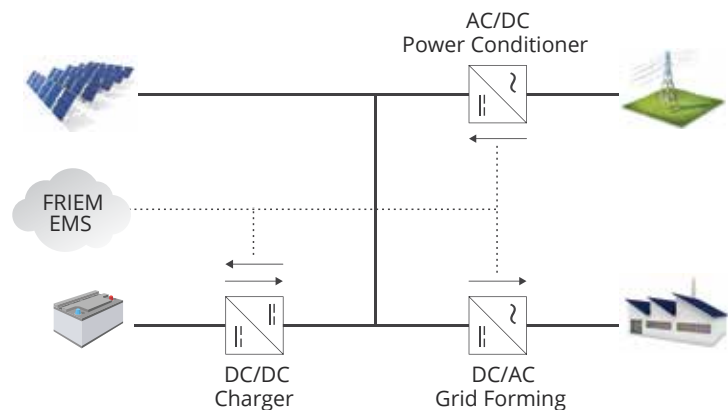 AC/DC
Power Conditioner
FRIEM
EMS
DC/DC
Charger
DC/AC
Grid Forming